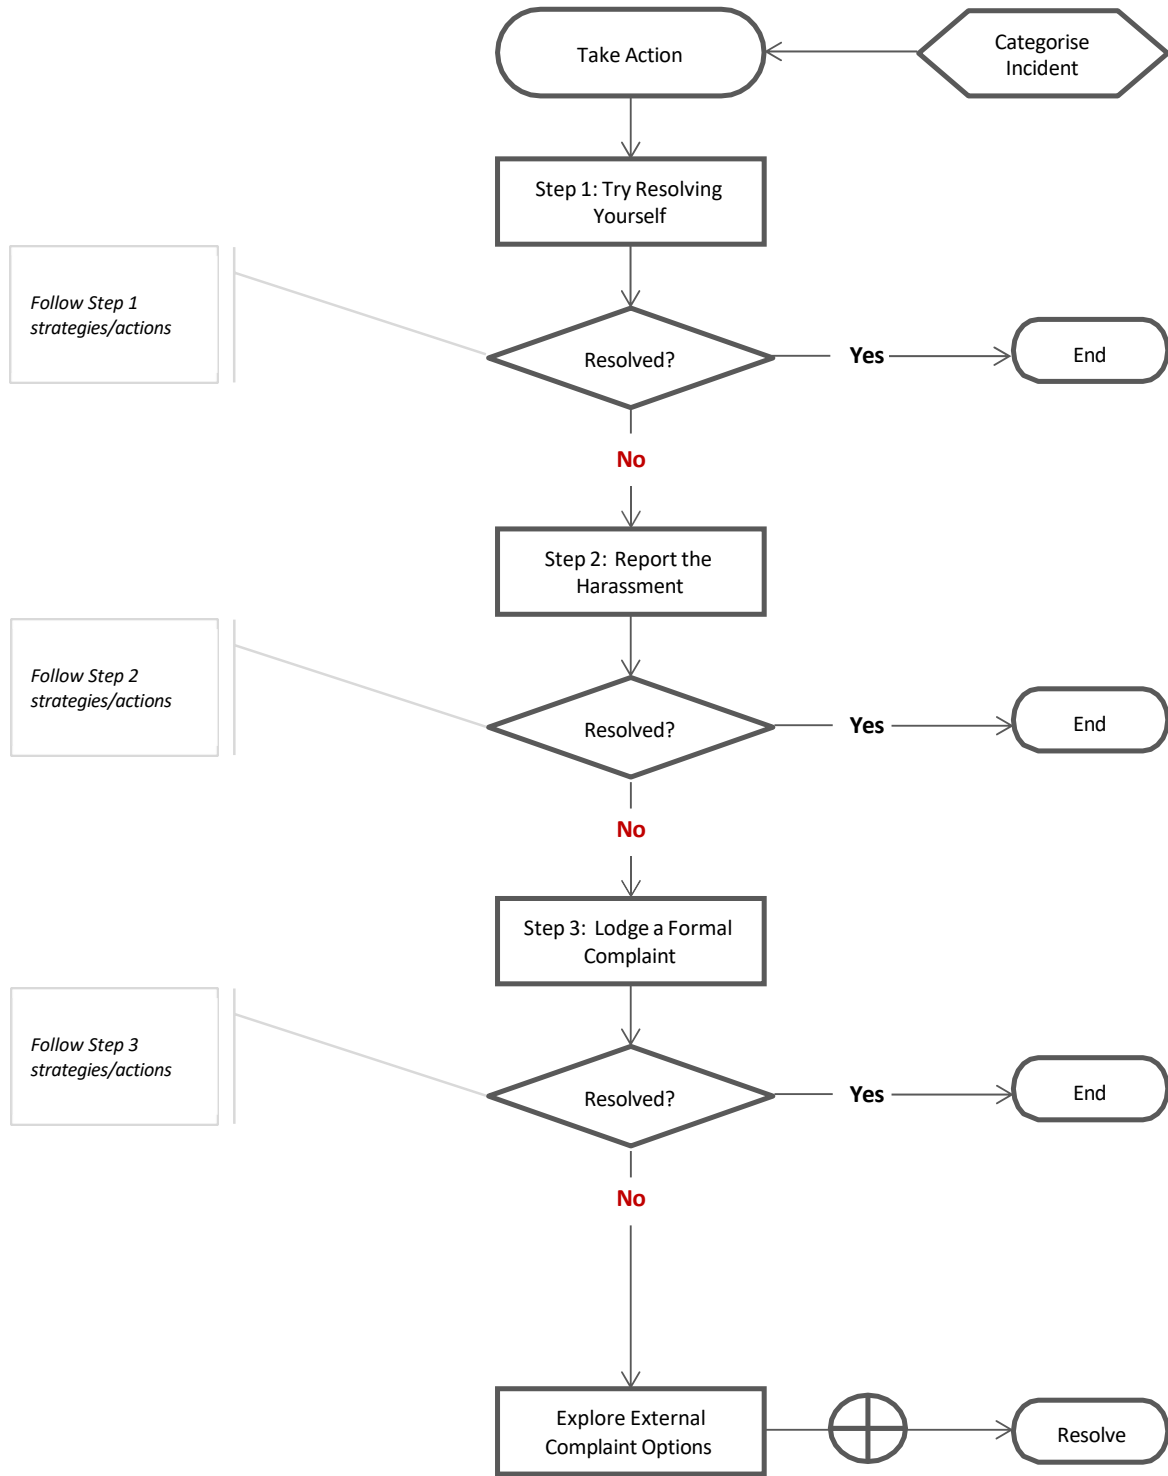 Take Action
Categorise
Incident
Step 1: Try Resolving
Yourself
Follow Step 1
strategies/actions
Resolved?
Yes
End
No
Step 2: Report the
Harassment
Follow Step 2
strategies/actions
Resolved?
Yes
End
No
Step 3: Lodge a Formal
Complaint
Follow Step 3
strategies/actions
Resolved?
Yes
End
No
Explore External
Complaint Options
Resolve